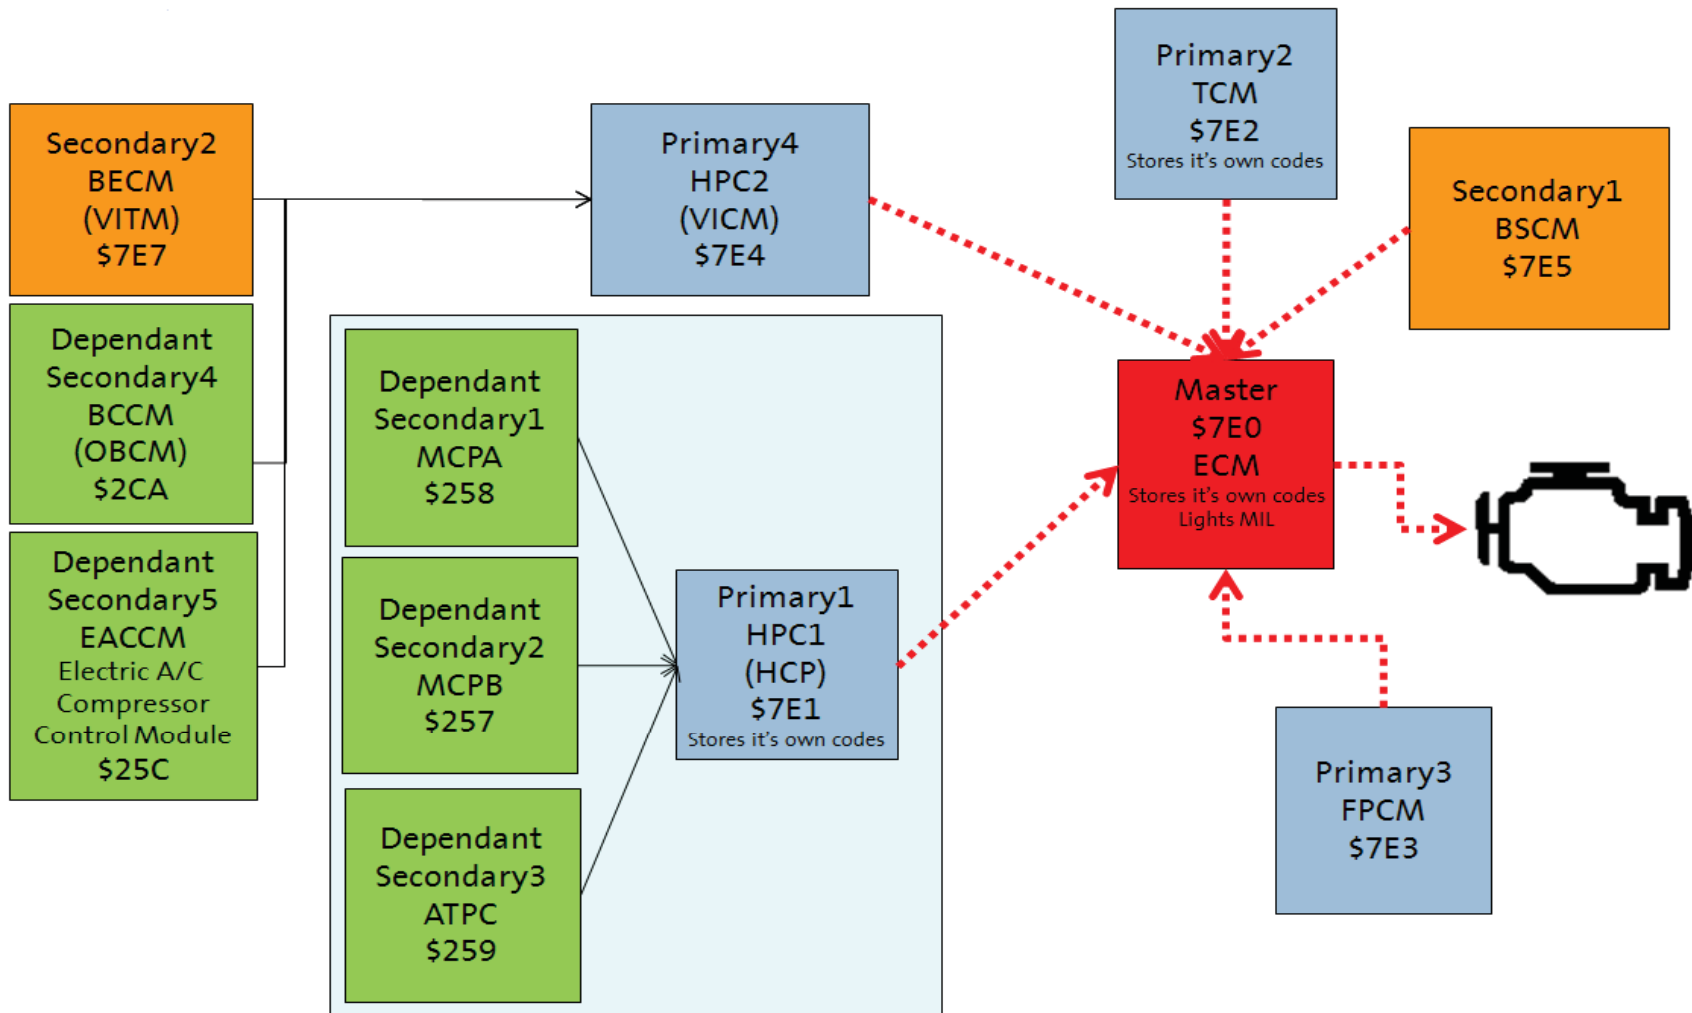 Secondary2
BECM
(VITM)
$7E7
Dependant
Secondary4
BCCM
(OBCM)
$2CA
Dependant
Secondary5
EACCM
Electric A/C
Compressor
Control Module
$25C
Primary4
HPC2
(VICM)
$7E4
Dependant
Secondary1
MCPA
$258
Dependant
Secondary2
MCPB
$257
Dependant
Secondary3
ATPC
$259
Primary1
HPC1
(HCP)
$7E1
Stores it's own codes
Primary2
TCM
$7E2
Stores it's own codes
Secondary1
BSCM
$7E5
Master
$7E0
ECM
Stores it's own codes
Lights MIL
Primary3
FPCM
$7E3